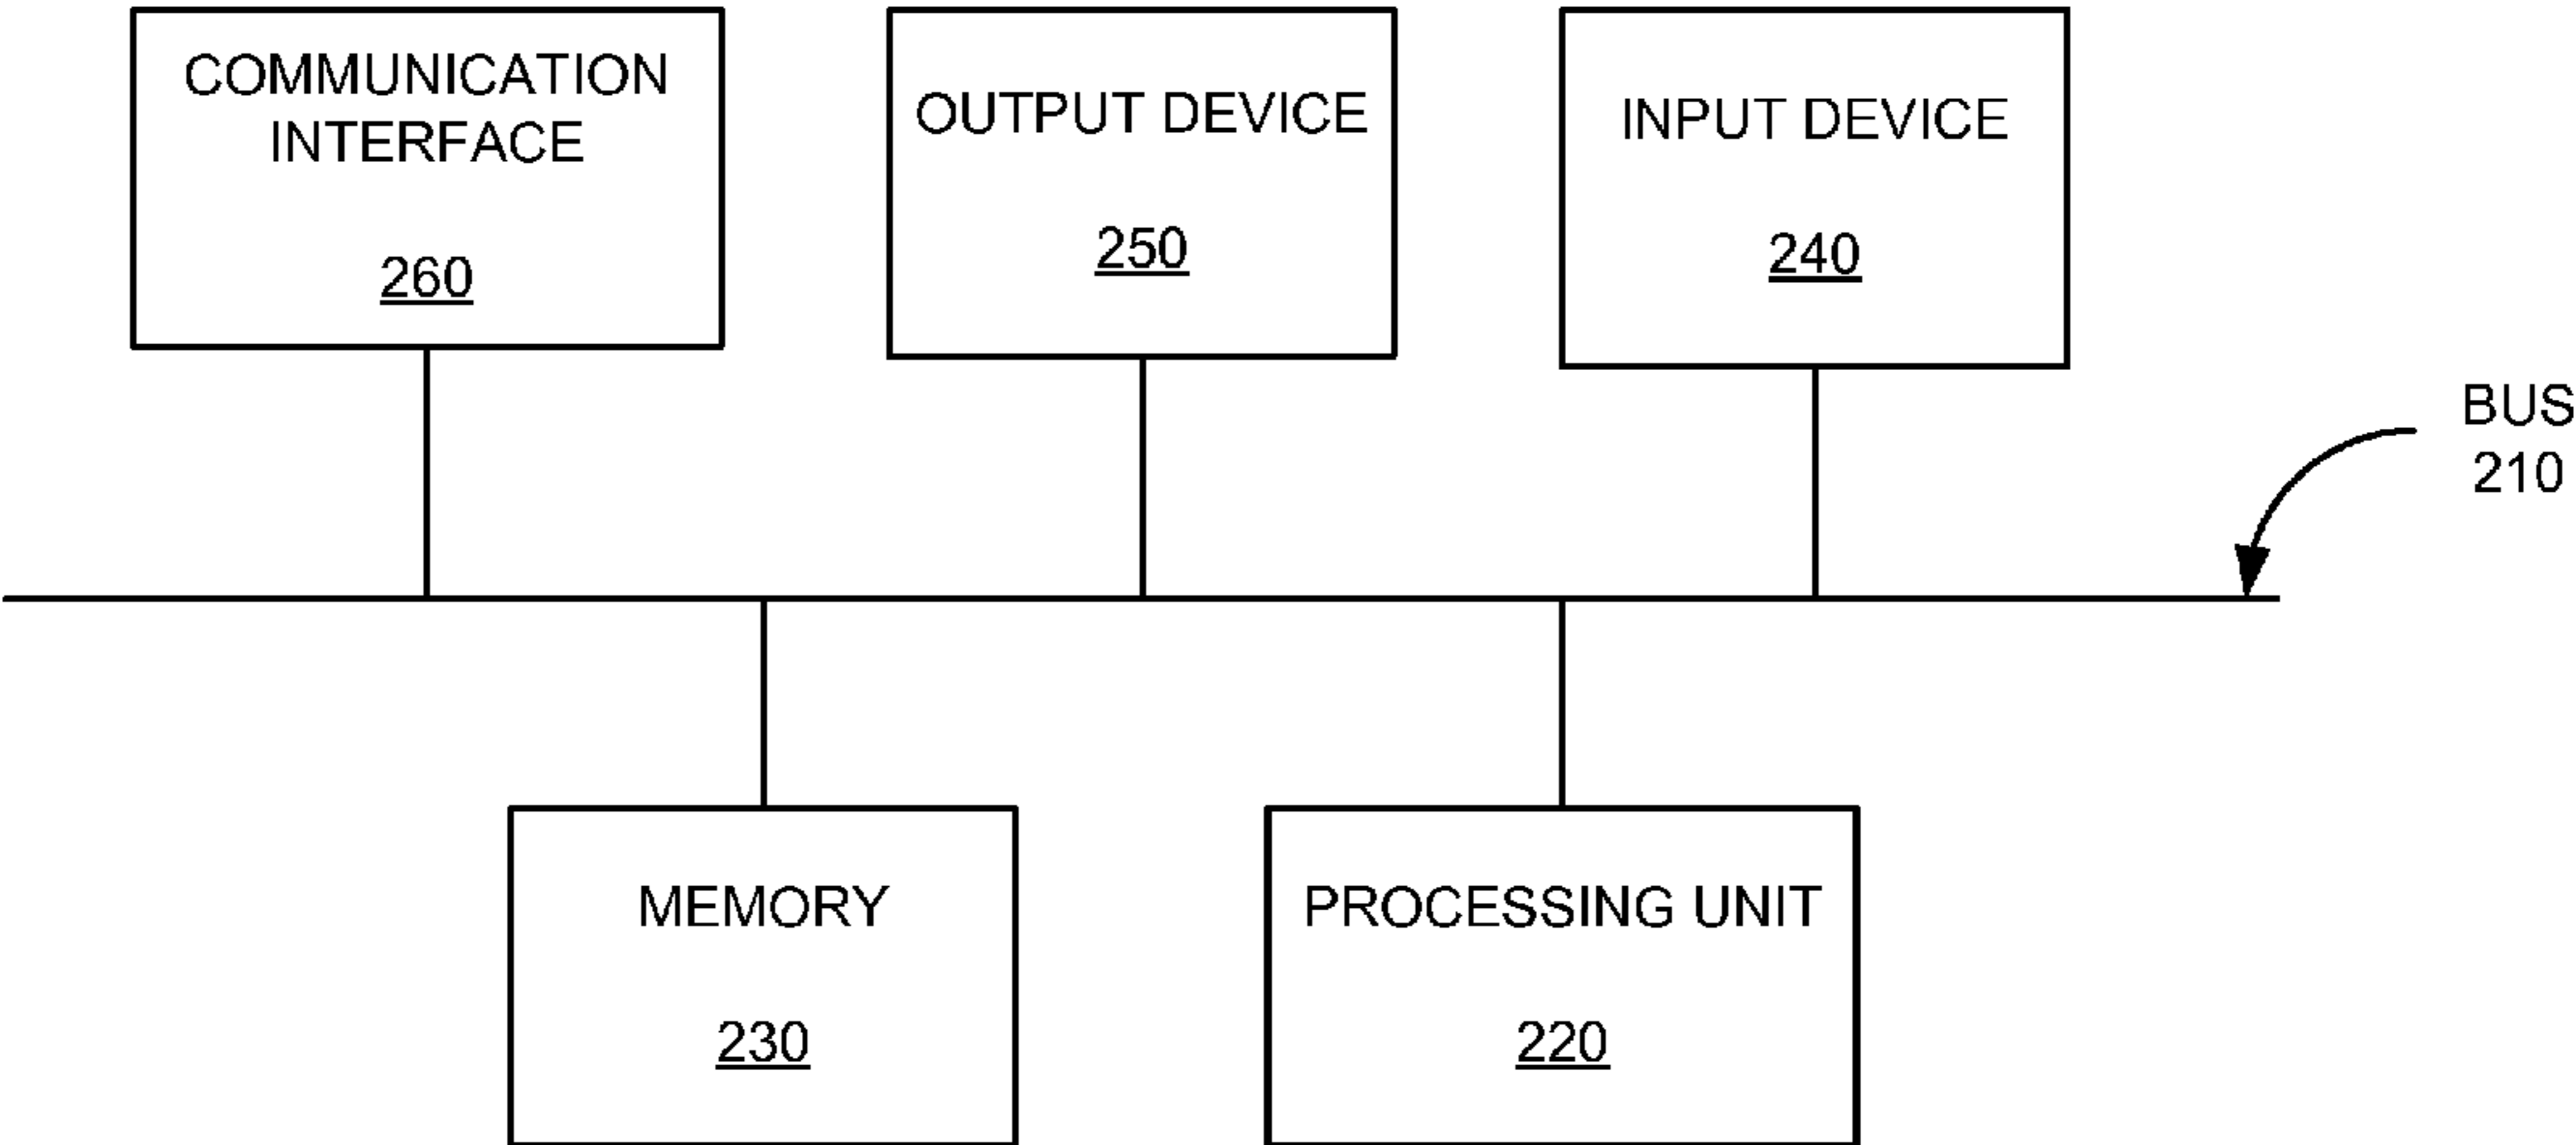 COMMUNICATION
INTERFACE
260
OUTPUT DEVICE
250
INPUT DEVICE
240
BUS
210
MEMORY
230
PROCESSING UNIT
220